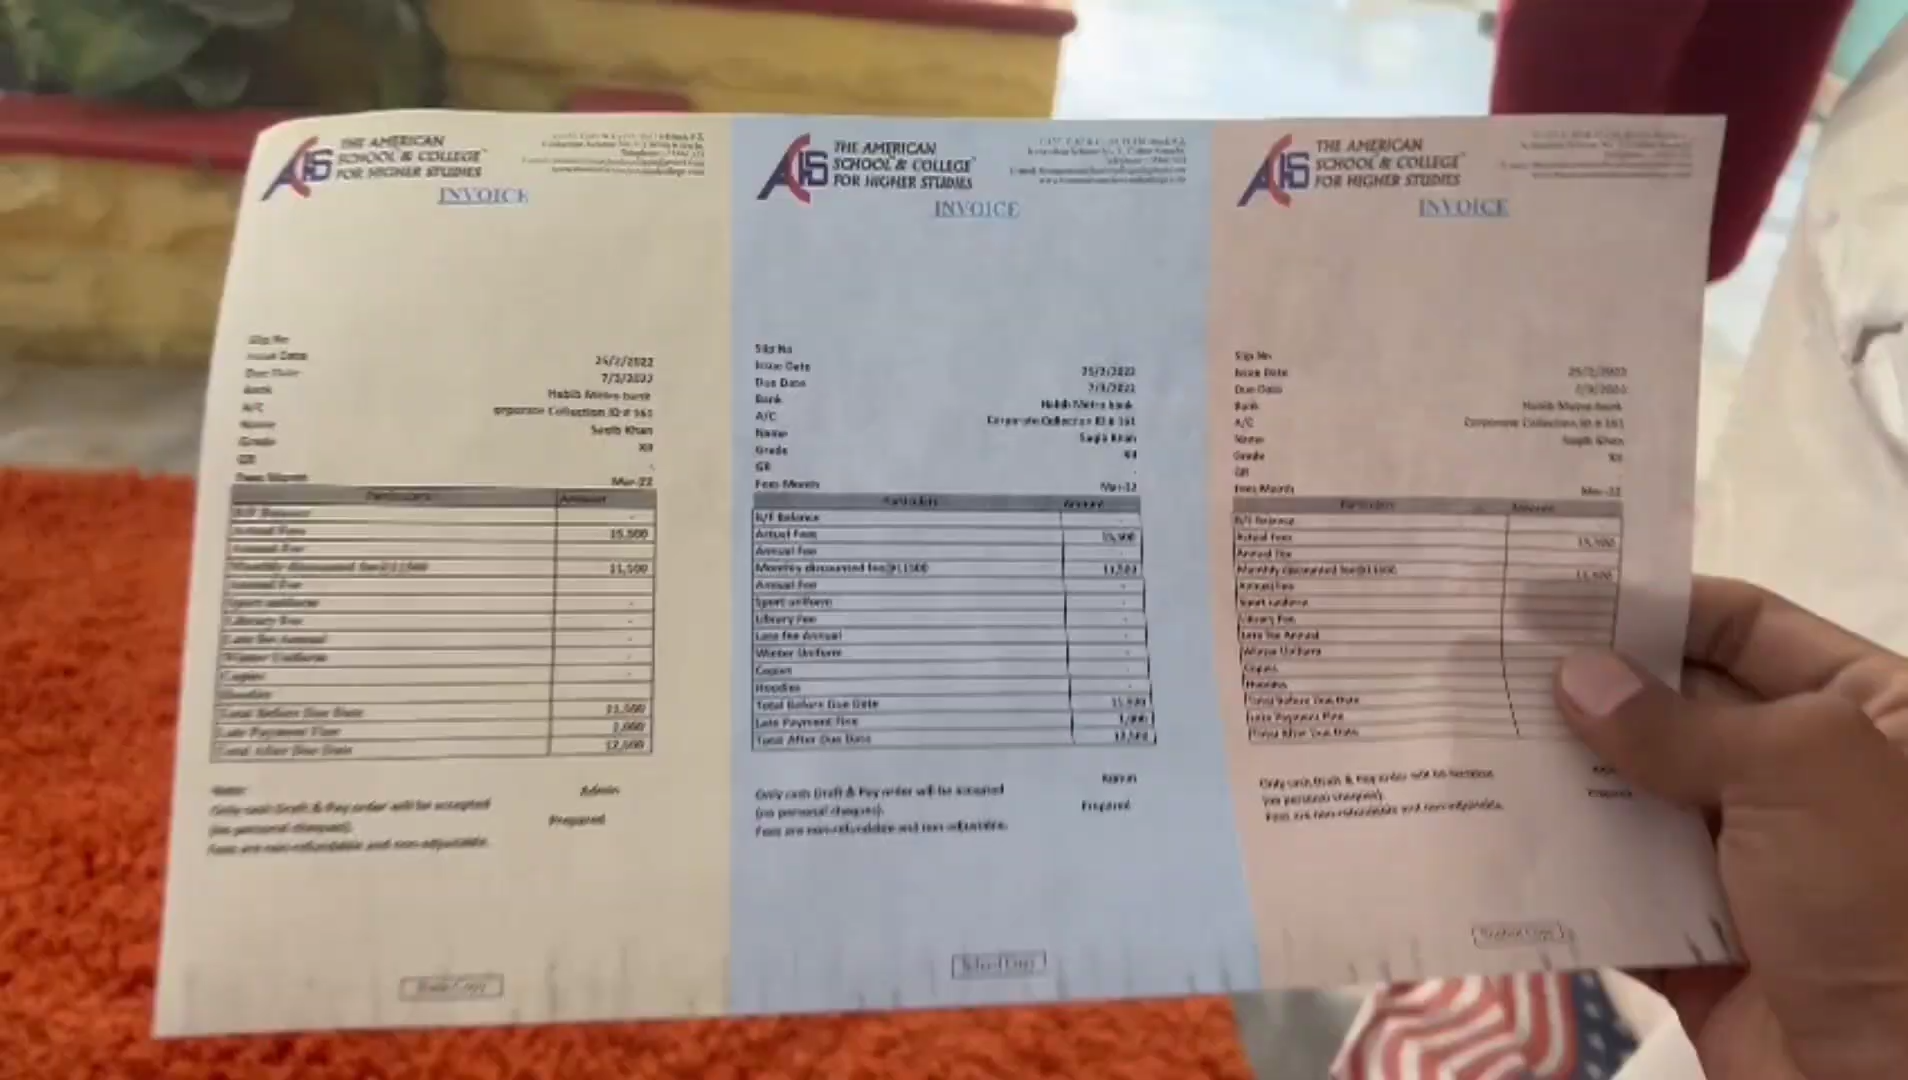 THE AMERICAN
SCHOOL & COLLEGE
FOR HIGHER STUDIES
INVOICE
Slip No
Issue Date 25/2/2022
Due Date 7/3/2022
Bank Habib Metro bank
A/C orporate Collection ID # 161
Name Saqib Khan
Grade XII
GR -
Fees Month Mar-22
Particulars Amount
B/F Balance -
Actual Fees 15,500
Annual Fee
Monthly discounted fee@11500 11,500
Annual Fee
Sport uniform -
Library Fee -
Late fee Annual -
Winter Uniform -
Copies -
Hoodies
Total Before Due Date 11,500
Late Payment Fine 1,000
Total After Due Date 12,500
Note: Admin
Only cash Draft & Pay order will be accepted
(no personal cheques). Prepared
Fees are non-refundable and non-adjustable.
Bank Copy
THE AMERICAN
SCHOOL & COLLEGE
FOR HIGHER STUDIES
INVOICE
Slip No
Issue Date 25/2/2022
Due Date 7/3/2022
Bank Habib Metro bank
A/C Corporate Collection ID # 161
Name Saqib Khan
Grade XII
GR -
Fees Month Mar-22
Particulars Amount
B/F Balance -
Actual Fees 15,500
Annual Fee -
Monthly discounted fee@11500 11,500
Annual Fee -
Sport uniform -
Library Fee -
Late fee Annual -
Winter Uniform -
Copies -
Hoodies -
Total Before Due Date 11,500
Late Payment Fine 1,000
Total After Due Date 12,500
Admin
Only cash Draft & Pay order will be accepted
(no personal cheques). Prepared
Fees are non-refundable and non-adjustable.
School Copy
THE AMERICAN
SCHOOL & COLLEGE
FOR HIGHER STUDIES
INVOICE
Slip No
Issue Date 25/2/2022
Due Date 7/3/2022
Bank Habib Metro bank
A/C Corporate Collection ID # 161
Name Saqib Khan
Grade XII
GR
Fees Month Mar-22
Particulars Amount
B/F Balance
Actual Fees 15,500
Annual Fee
Monthly discounted fee@11500 11,500
Annual Fee
Sport uniform
Library Fee
Late fee Annual
Winter Uniform
Copies
Hoodies
Total Before Due Date
Late Payment Fine
Total After Due Date
Only cash Draft & Pay order will be
(no personal cheques). Prepared
Fees are non-refundable and non-adjustable.
Student Copy